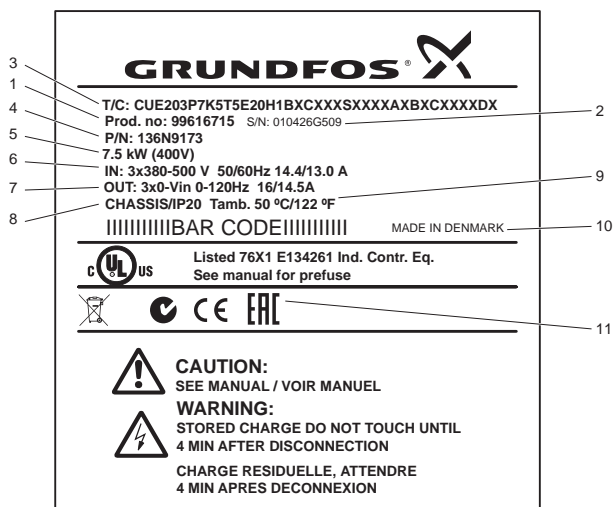 GRUNDFOS
3 T/C: CUE203P7K5T5E20H1BXCXXXSXXXXAXBXCXXXXDX
1 Prod. no: 99616715 S/N: 010426G509 2
4 P/N: 136N9173
5 7.5 kW (400V)
6 IN: 3x380-500 V 50/60Hz 14.4/13.0 A
7 OUT: 3x0-Vin 0-120Hz 16/14.5A
8 CHASSIS/IP20 Tamb. 50 ºC/122 ºF 9
IIIIIIIIIIIBAR CODEIIIIIIIIIII MADE IN DENMARK 10
C UL US Listed 76X1 E134261 Ind. Contr. Eq.
See manual for prefuse
CE EAC 11
CAUTION:
SEE MANUAL / VOIR MANUEL
WARNING:
STORED CHARGE DO NOT TOUCH UNTIL
4 MIN AFTER DISCONNECTION
CHARGE RESIDUELLE, ATTENDRE
4 MIN APRES DECONNEXION